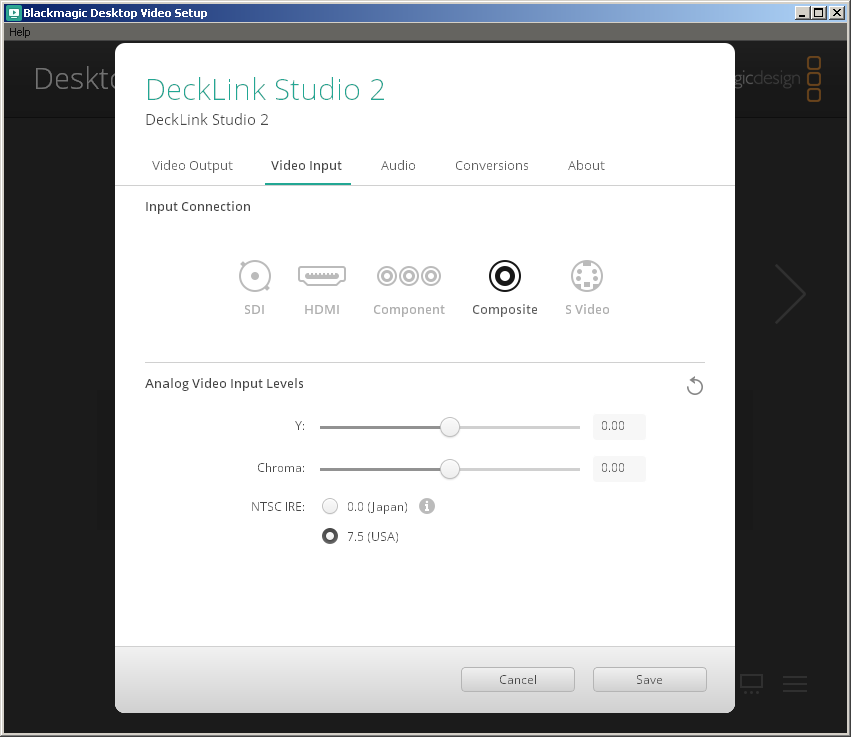 Blackmagic Desktop Video Setup
Help
DeckLink Studio 2
DeckLink Studio 2
Video Output Video Input Audio Conversions About
Input Connection
SDI HDMI Component Composite S Video
Analog Video Input Levels
Y: 0.00
Chroma: 0.00
NTSC IRE: 0.0 (Japan)
7.5 (USA)
Cancel Save